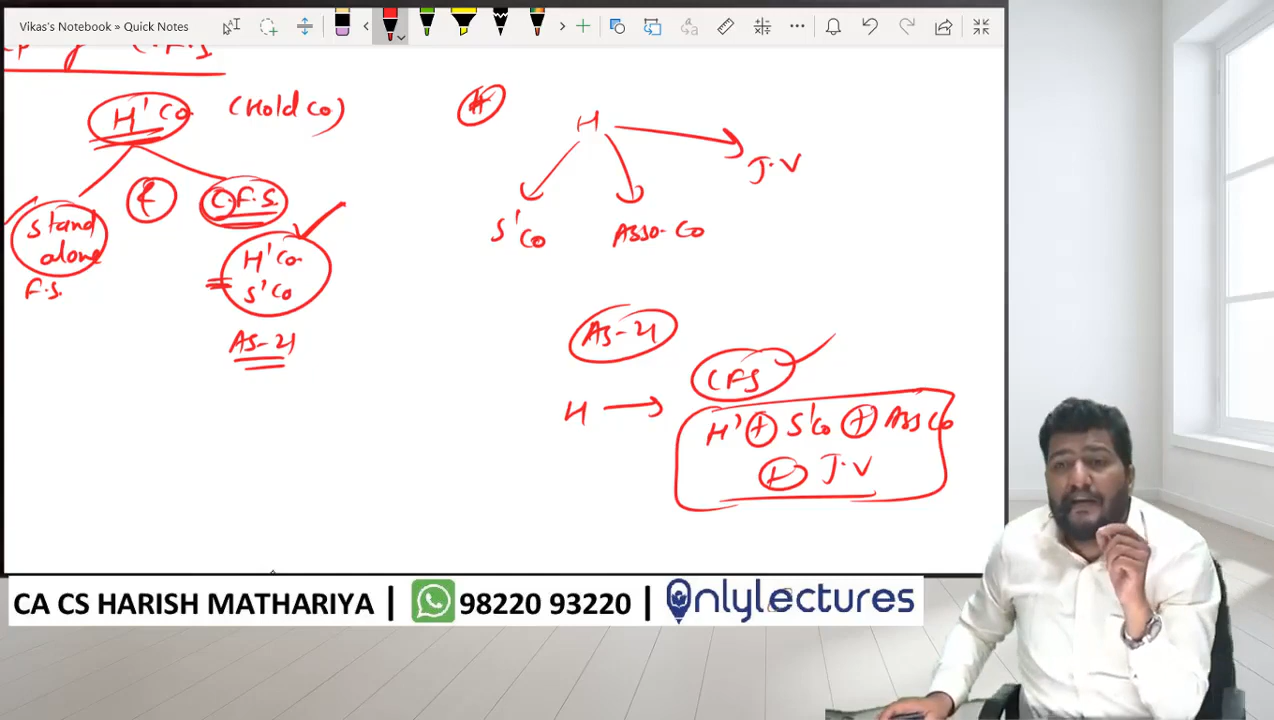 Vikas's Notebook » Quick Notes
C.F.S
H' Co. (Hold Co)
stand
alone
F.S.
&
C.F.S.
H' Co
S' Co
AS-21
H
H
S' Co
Asso-Co
J.V
AS-21
CFS
H
H' + S'Co + Ass Co
+ J.V
CA CS HARISH MATHARIYA | 98220 93220 | Onlylectures